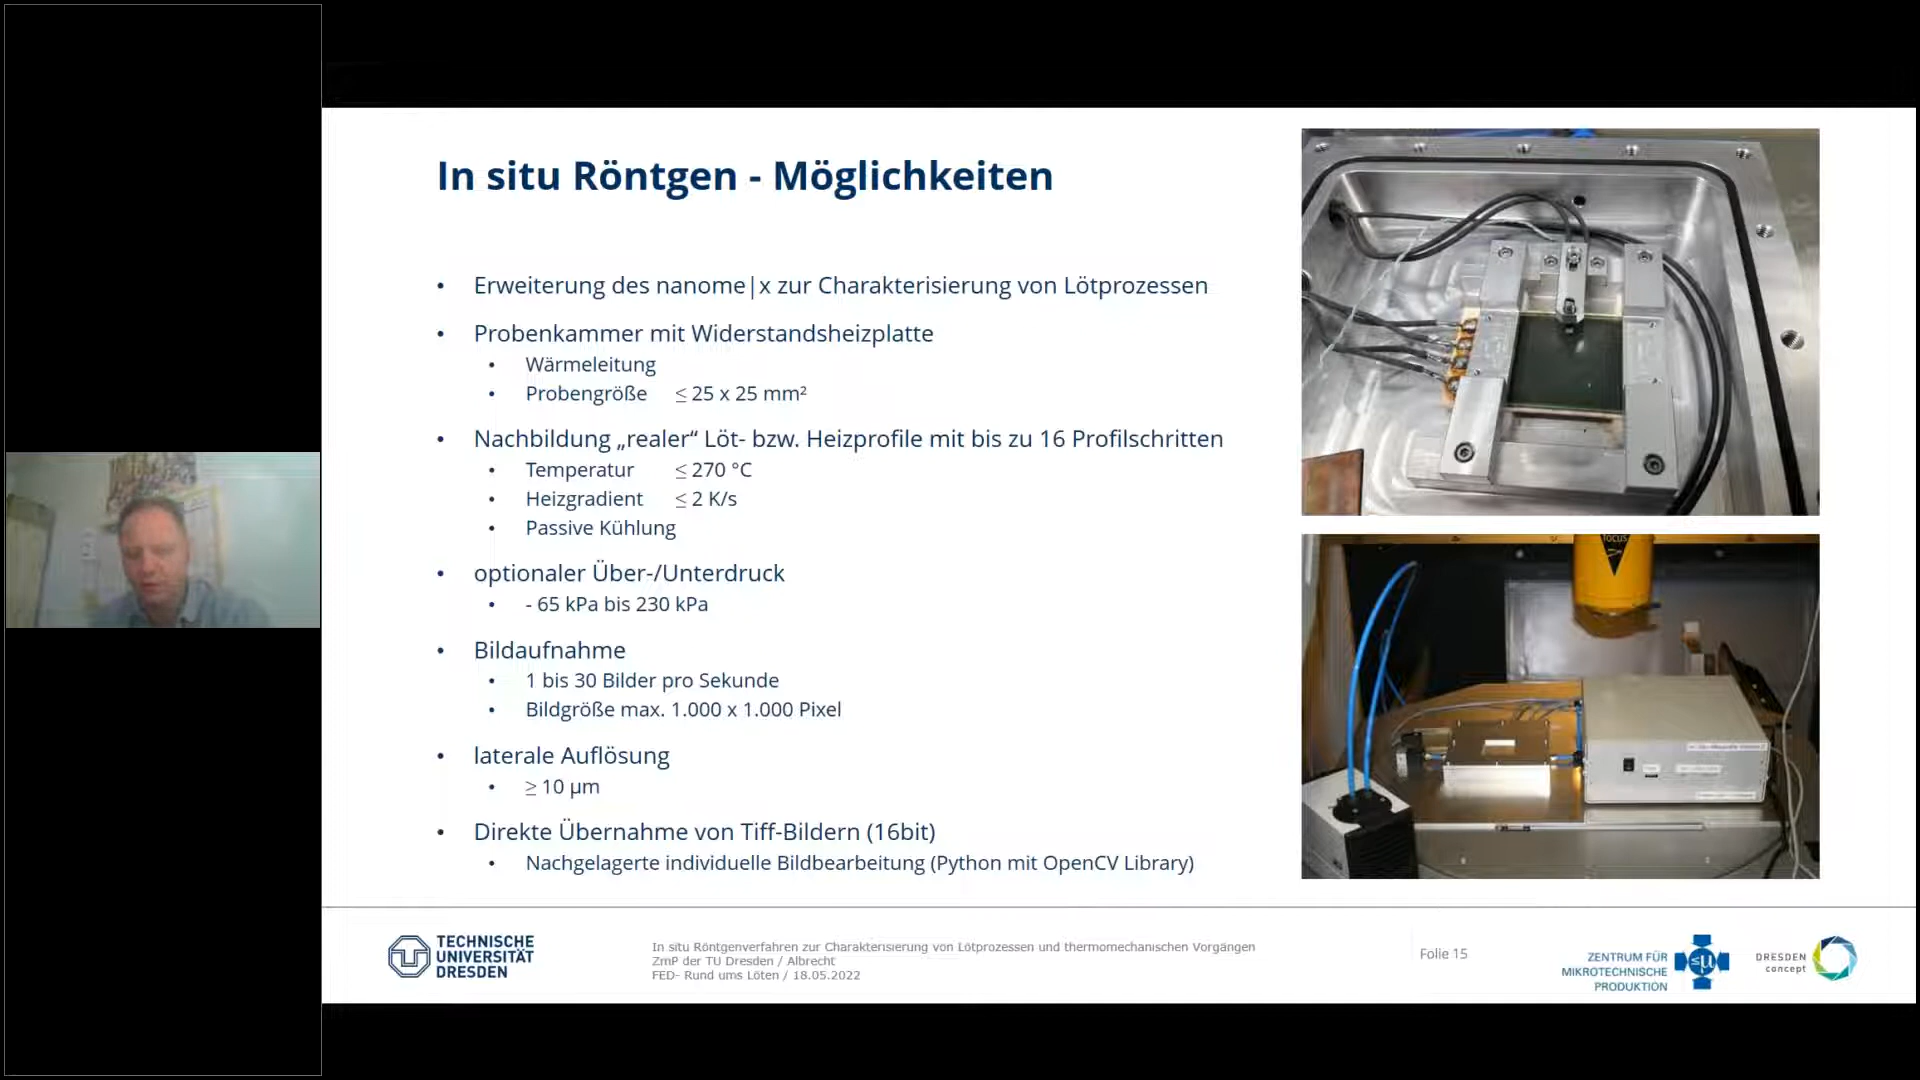 In situ Röntgen - Möglichkeiten
• Erweiterung des nanome|x zur Charakterisierung von Lötprozessen
• Probenkammer mit Widerstandsheizplatte
• Wärmeleitung
• Probengröße ≤ 25 x 25 mm²
• Nachbildung „realer“ Löt- bzw. Heizprofile mit bis zu 16 Profilschritten
• Temperatur ≤ 270 °C
• Heizgradient ≤ 2 K/s
• Passive Kühlung
• optionaler Über-/Unterdruck
• - 65 kPa bis 230 kPa
• Bildaufnahme
• 1 bis 30 Bilder pro Sekunde
• Bildgröße max. 1.000 x 1.000 Pixel
• laterale Auflösung
• ≥ 10 µm
• Direkte Übernahme von Tiff-Bildern (16bit)
• Nachgelagerte individuelle Bildbearbeitung (Python mit OpenCV Library)
TECHNISCHE
UNIVERSITÄT
DRESDEN
In situ Röntgenverfahren zur Charakterisierung von Lötprozessen und thermomechanischen Vorgängen
ZmP der TU Dresden / Albrecht
FED- Rund ums Löten / 18.05.2022
Folie 15
ZENTRUM FÜR
MIKROTECHNISCHE
PRODUKTION
DRESDEN
concept